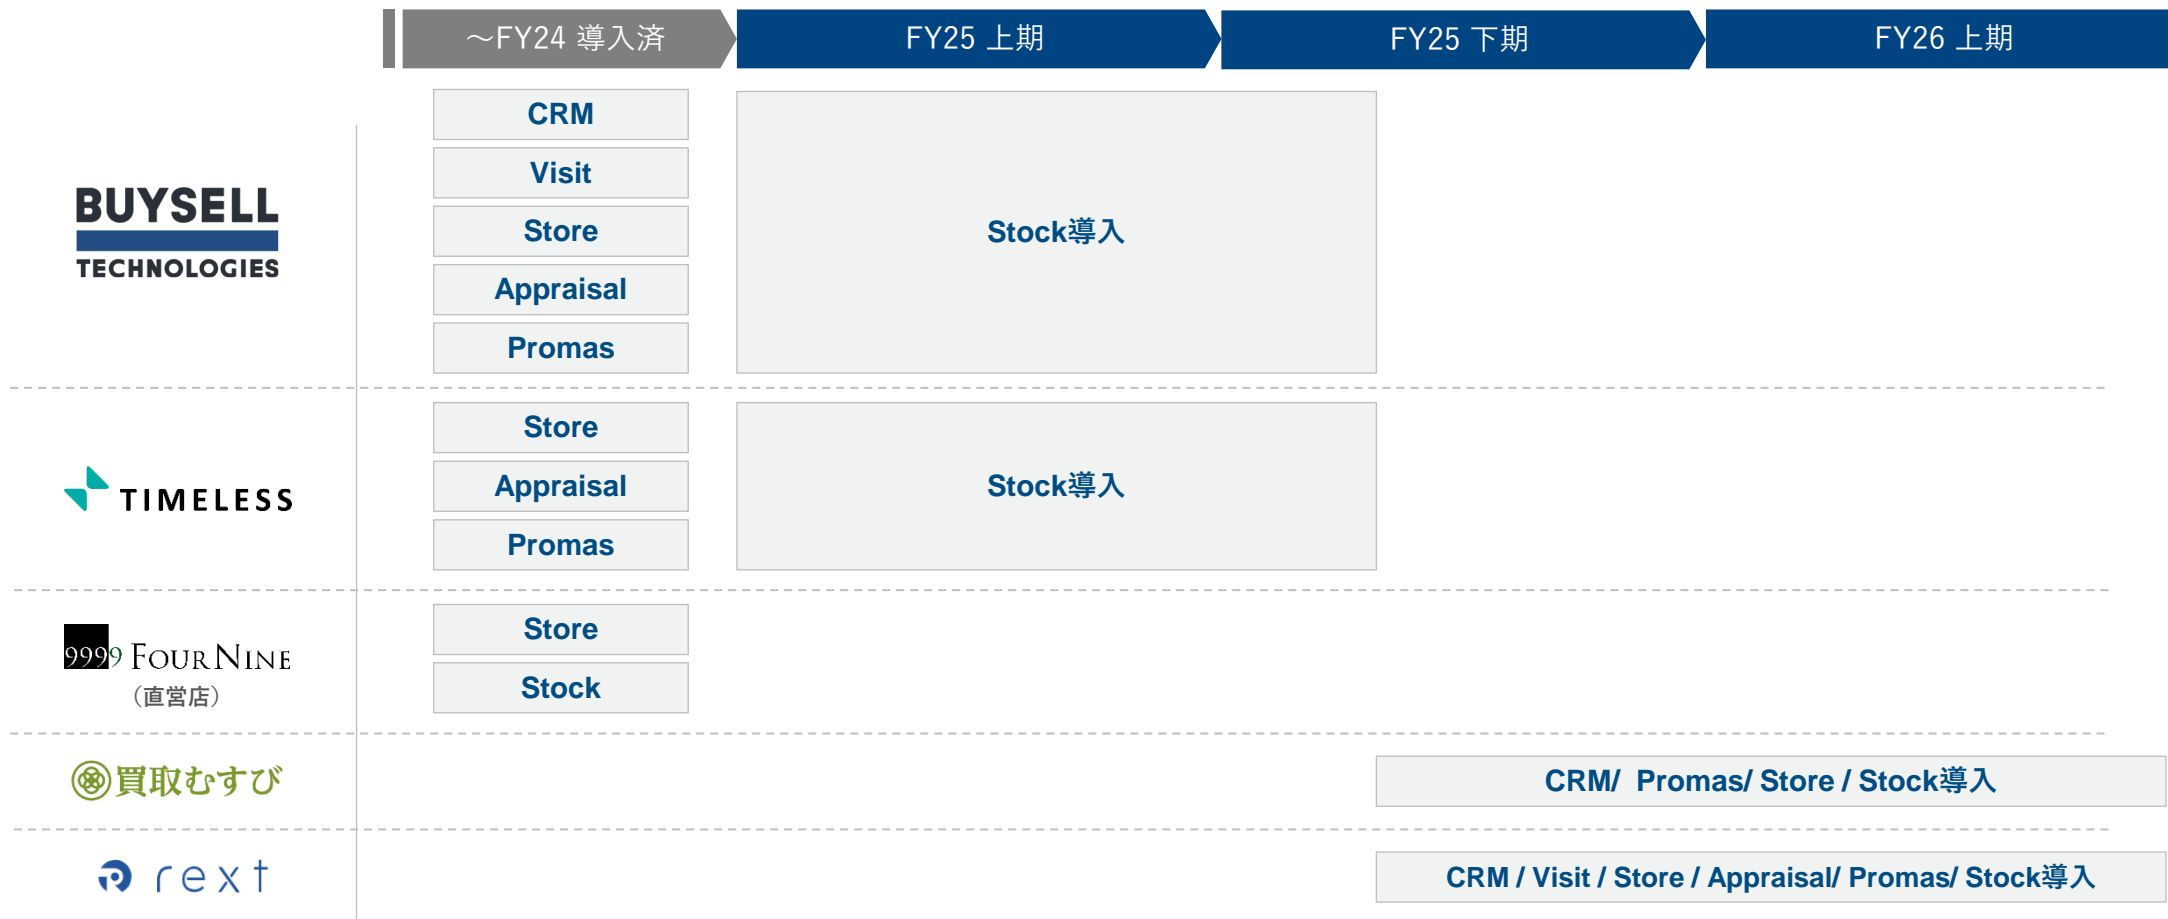 ～FY24 導入済
FY25 上期
FY25 下期
FY26 上期
BUYSELL
TECHNOLOGIES
CRM
Visit
Store
Appraisal
Promas
Stock導入
TIMELESS
Store
Appraisal
Promas
Stock導入
9999 FOUR NINE
（直営店）
Store
Stock
買取むすび
CRM/ Promas/ Store / Stock導入
rext
CRM / Visit / Store / Appraisal/ Promas/ Stock導入